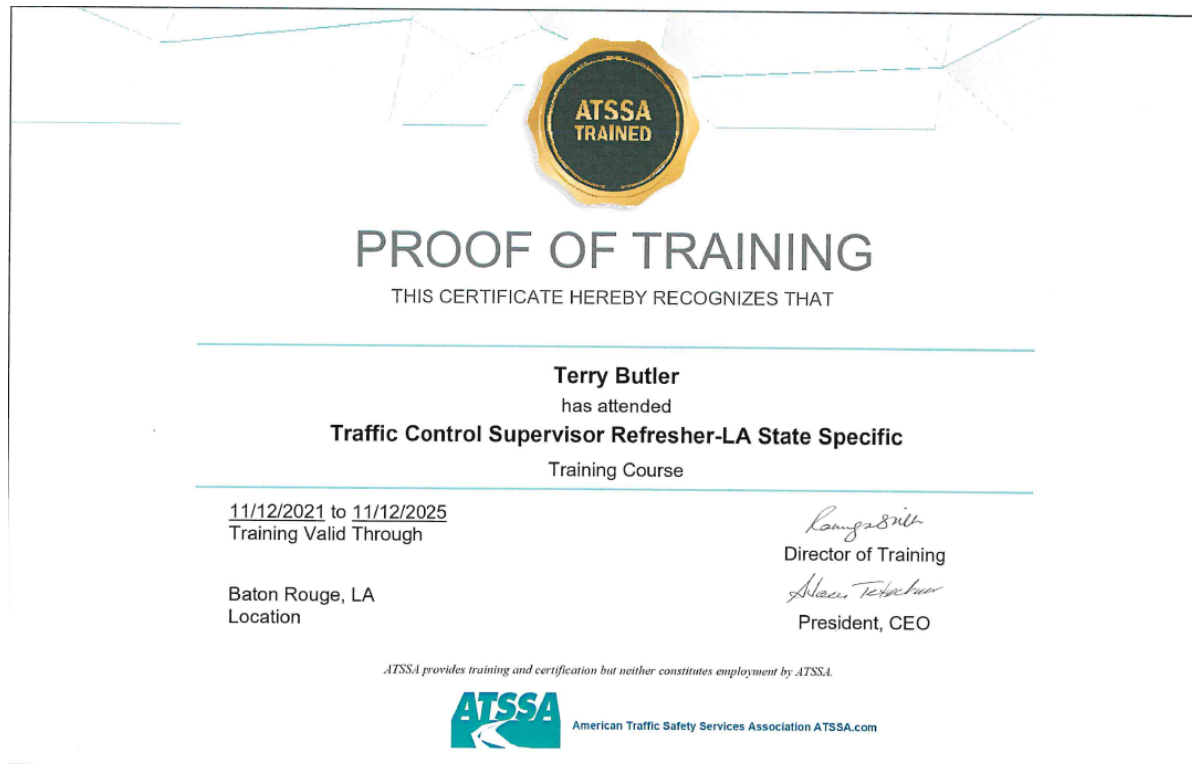 ATSSA
TRAINED
PROOF OF TRAINING
THIS CERTIFICATE HEREBY RECOGNIZES THAT
Terry Butler
has attended
Traffic Control Supervisor Refresher-LA State Specific
Training Course
11/12/2021 to 11/12/2025
Training Valid Through
Director of Training
Baton Rouge, LA
Location
President, CEO
ATSSA provides training and certification but neither constitutes employment by ATSSA.
ATSSA
American Traffic Safety Services Association ATSSA.com